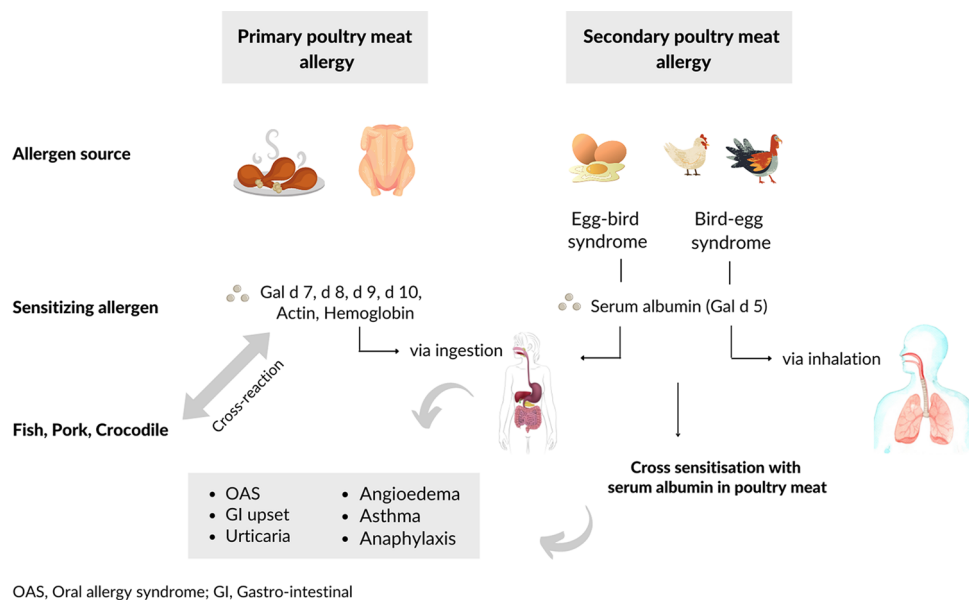 Primary poultry meat
allergy
Secondary poultry meat
allergy
Allergen source
Egg-bird
syndrome
Bird-egg
syndrome
Sensitizing allergen
Gal d 7, d 8, d 9, d 10,
Actin, Hemoglobin
Serum albumin (Gal d 5)
via ingestion
via inhalation
Cross-reaction
Fish, Pork, Crocodile
Cross sensitisation with
serum albumin in poultry meat
• OAS
• GI upset
• Urticaria
• Angioedema
• Asthma
• Anaphylaxis
OAS, Oral allergy syndrome; GI, Gastro-intestinal